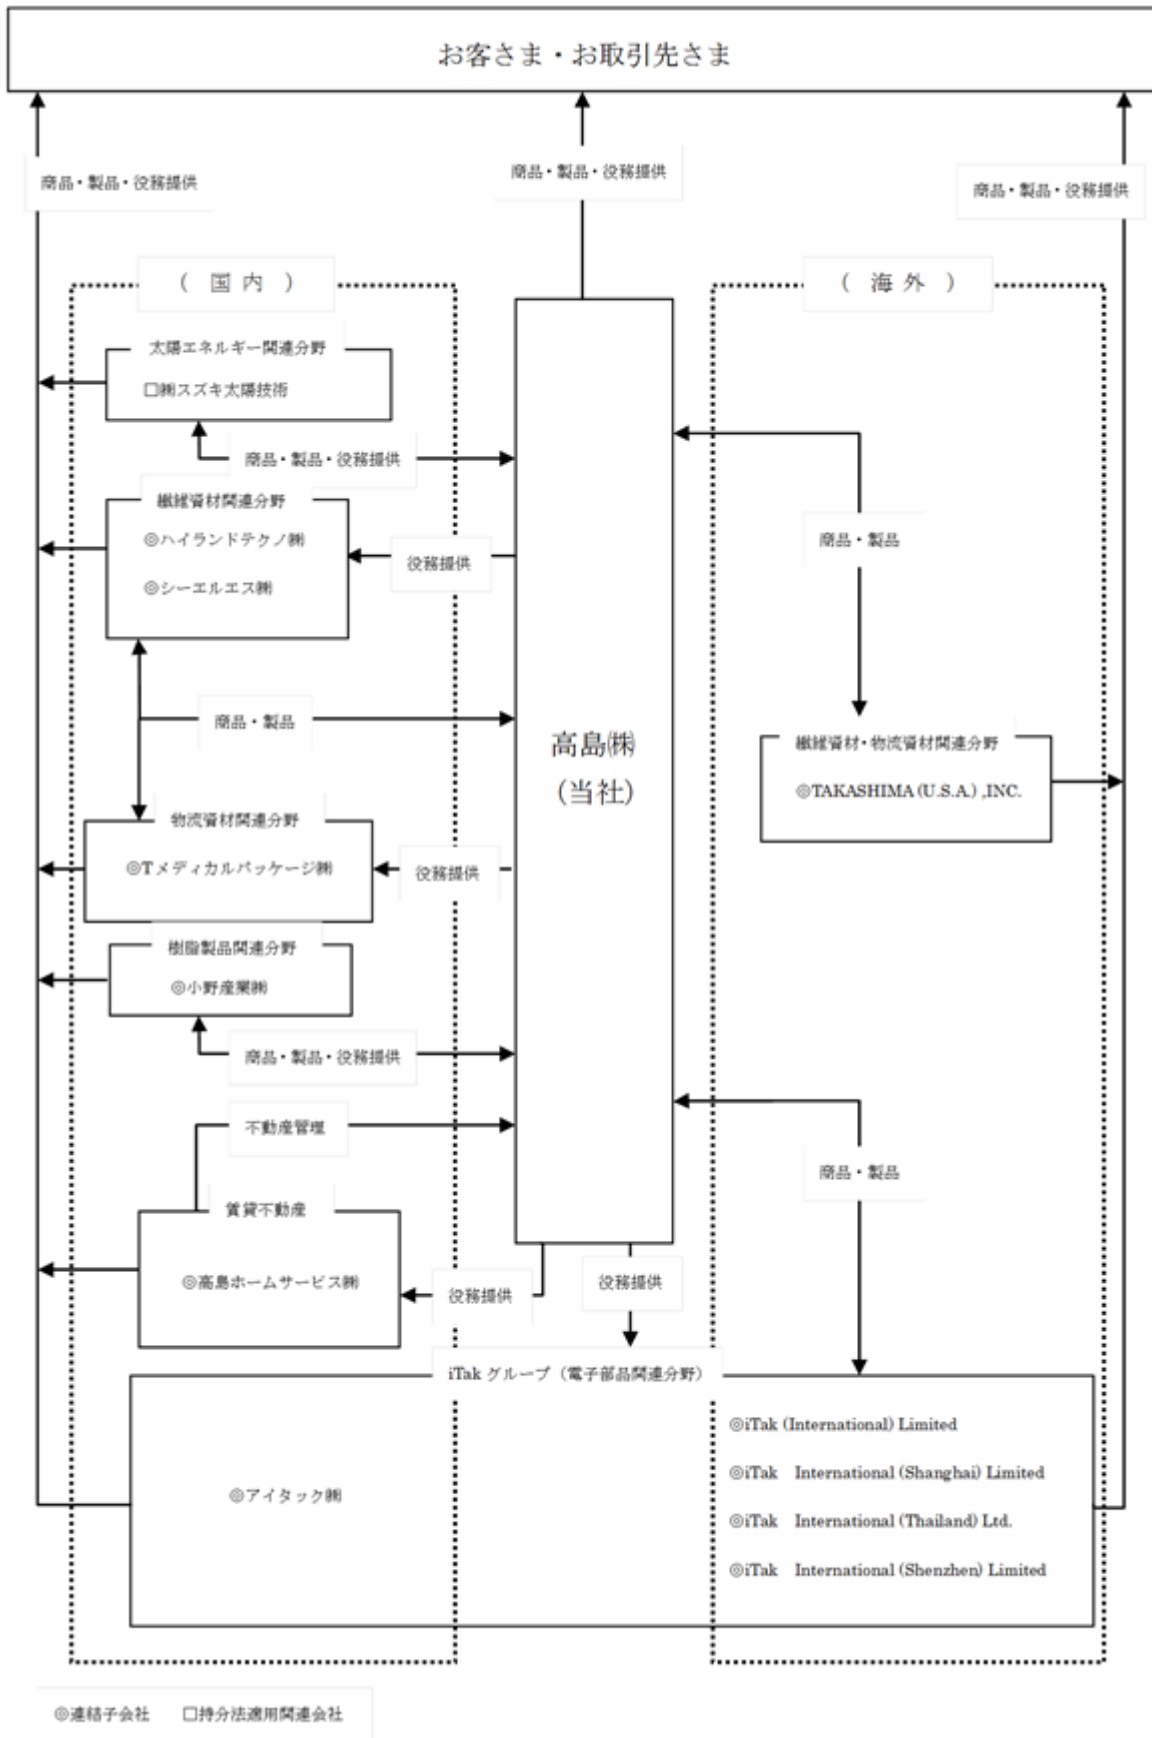 お客さま・お取引先さま
商品・製品・役務提供
商品・製品・役務提供
商品・製品・役務提供
( 国 内 )
( 海 外 )
太陽エネルギー関連分野
□㈱スズキ太陽技術
商品・製品・役務提供
繊維資材関連分野
◎ハイランドテクノ㈱
◎シーエルエス㈱
役務提供
商品・製品
商品・製品
高島㈱
(当社)
繊維資材・物流資材関連分野
◎TAKASHIMA (U.S.A.) ,INC.
物流資材関連分野
◎Tメディカルパッケージ㈱
役務提供
樹脂製品関連分野
◎小野産業㈱
商品・製品・役務提供
不動産管理
商品・製品
賃貸不動産
◎高島ホームサービス㈱
役務提供
役務提供
iTak グループ（電子部品関連分野）
◎アイタック㈱
◎iTak (International) Limited
◎iTak International (Shanghai) Limited
◎iTak International (Thailand) Ltd.
◎iTak International (Shenzhen) Limited
◎連結子会社 □持分法適用関連会社